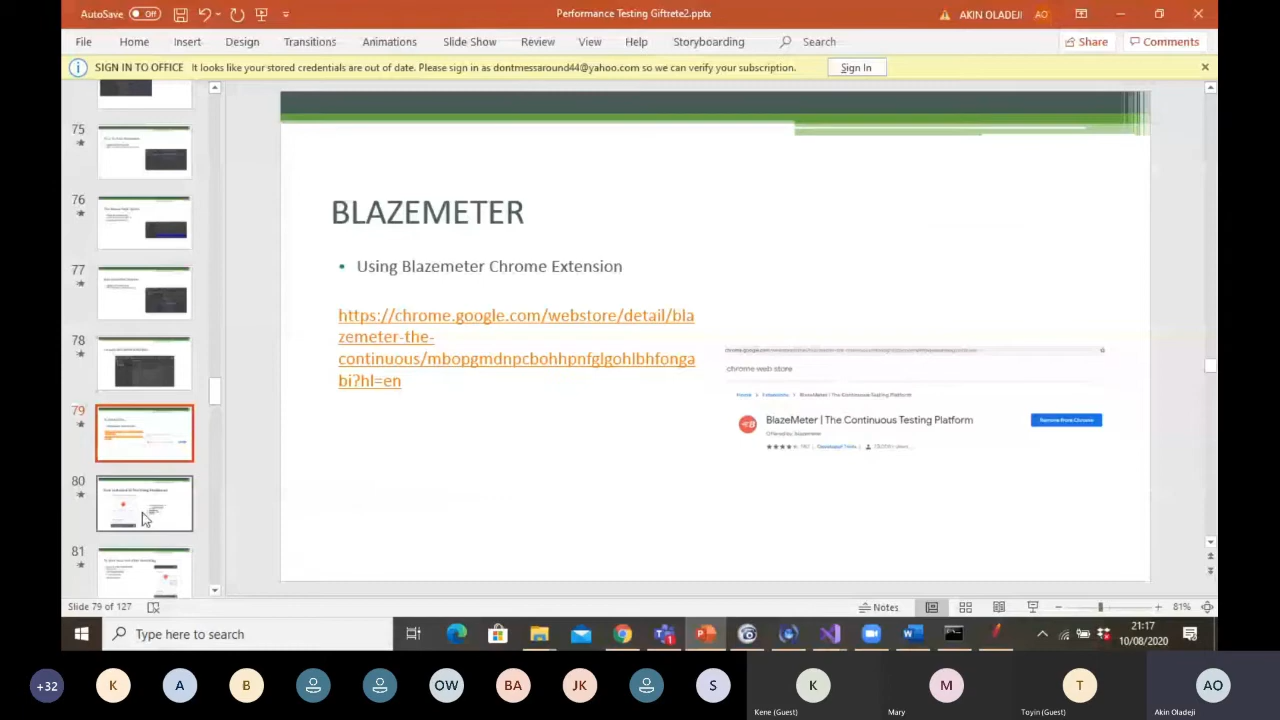 AutoSave Off
Performance Testing Giftrete2.pptx
AKIN OLADEJI
AO
File Home Insert Design Transitions Animations Slide Show Review View Help Storyboarding Search
Share Comments
SIGN IN TO OFFICE It looks like your stored credentials are out of date. Please sign in as dontmessaround44@yahoo.com so we can verify your subscription. Sign In
75
76
77
78
79
80
81
BLAZEMETER
• Using Blazemeter Chrome Extension
https://chrome.google.com/webstore/detail/bla
zemeter-the-
continuous/mbopgmdnpcbohhpnfglgohlbhfonga
bi?hl=en
chrome web store
BlazeMeter | The Continuous Testing Platform
Remove from Chrome
Slide 79 of 127
Notes
81%
Type here to search
21:17
10/08/2020
+32 K A B OW BA JK S K M T AO
Kene (Guest) Mary Toyin (Guest) Akin Oladeji